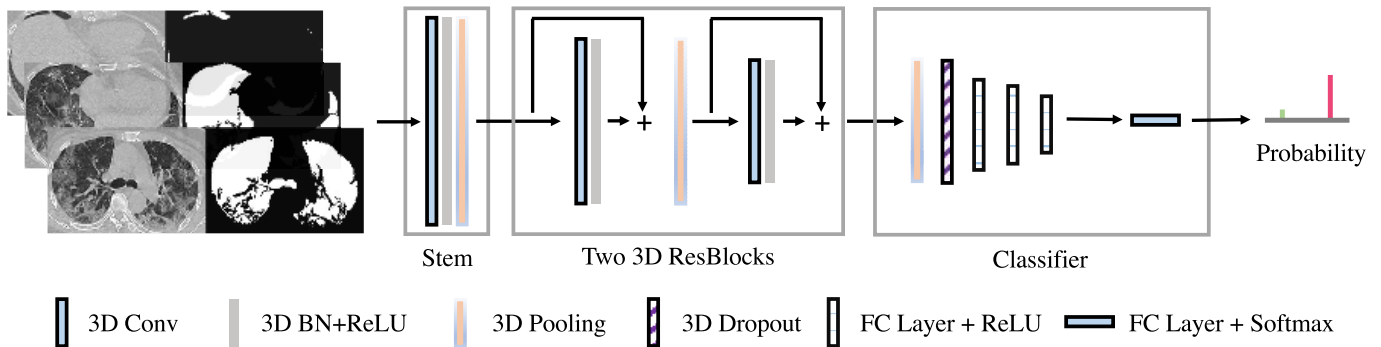 Probability
Stem
Two 3D ResBlocks
Classifier
3D Conv
3D BN+ReLU
3D Pooling
3D Dropout
FC Layer + ReLU
FC Layer + Softmax